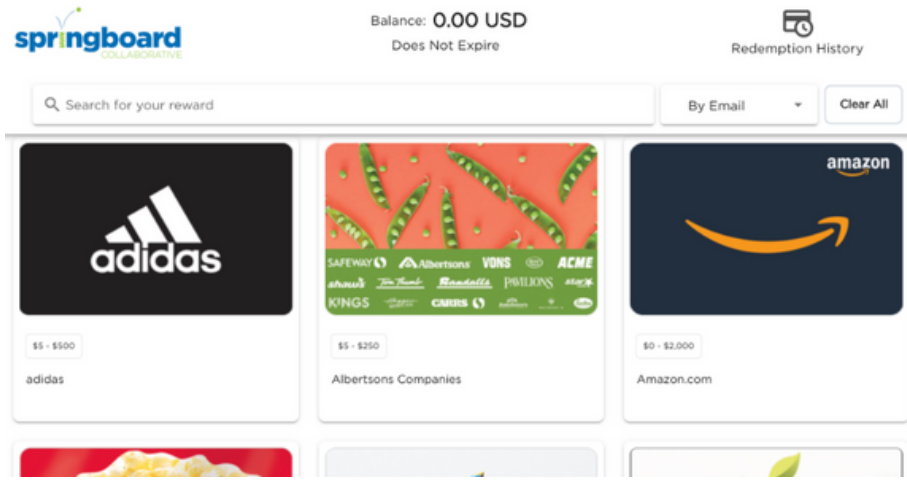 springboard
COLLABORATIVE
Balance: 0.00 USD
Does Not Expire
Redemption History
Search for your reward
By Email
Clear All
adidas
SAFEWAY Albertsons VONS ACME
shaw's Tom Thumb Randalls PAVILIONS star
KINGS CARRS
amazon
$5 - $500
adidas
$5 - $250
Albertsons Companies
$0 - $2,000
Amazon.com